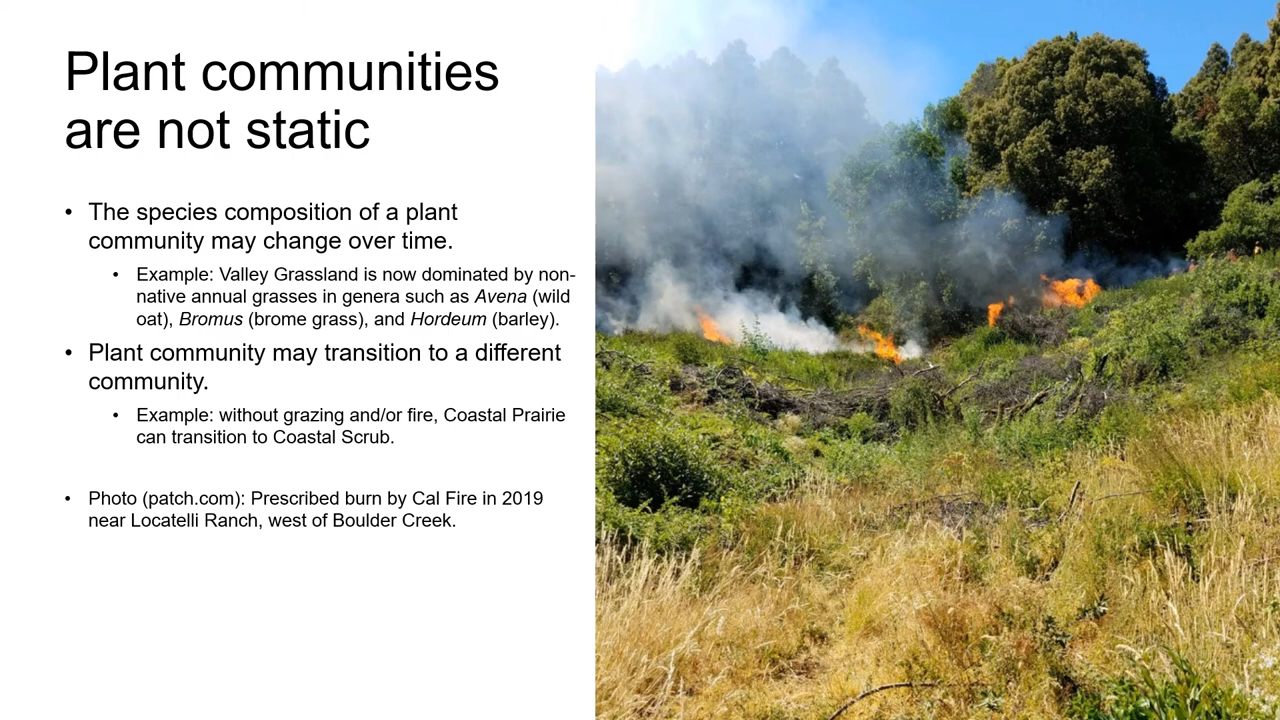 Plant communities
are not static
• The species composition of a plant
community may change over time.
• Example: Valley Grassland is now dominated by non-
native annual grasses in genera such as Avena (wild
oat), Bromus (brome grass), and Hordeum (barley).
• Plant community may transition to a different
community.
• Example: without grazing and/or fire, Coastal Prairie
can transition to Coastal Scrub.
• Photo (patch.com): Prescribed burn by Cal Fire in 2019
near Locatelli Ranch, west of Boulder Creek.